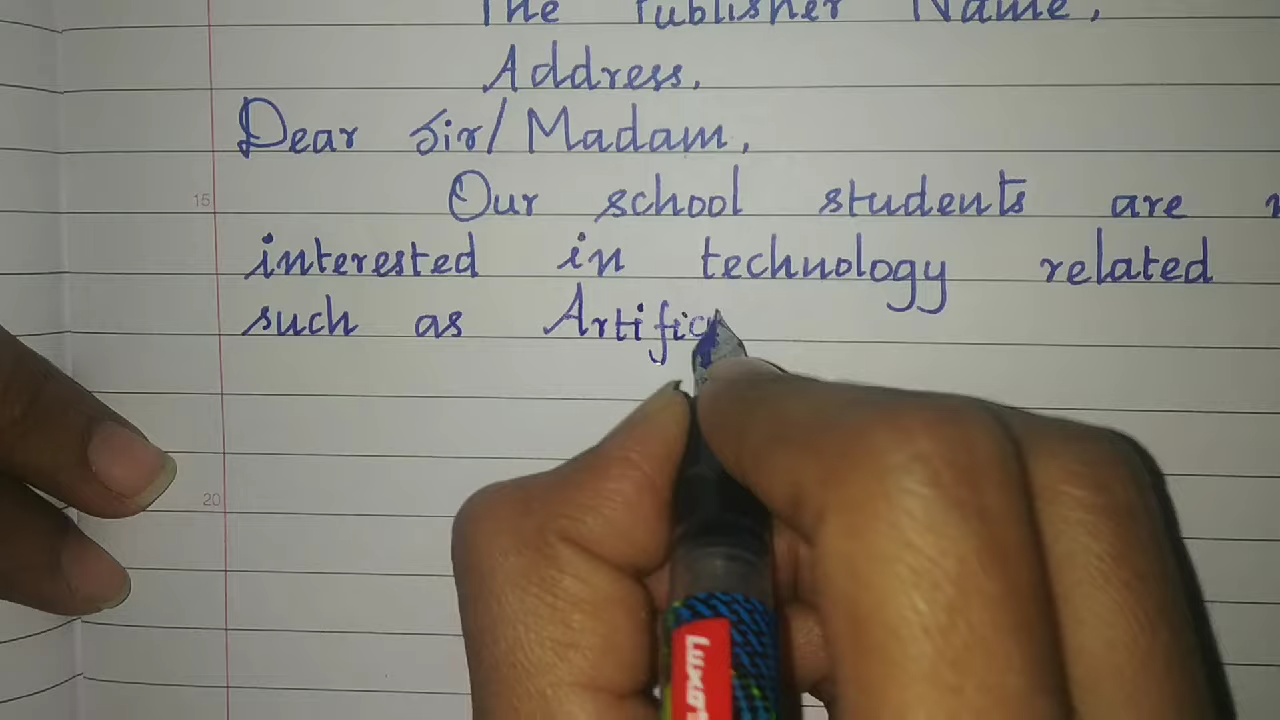 The Publisher Name,
Address,
Dear Sir/Madam,
15
Our school students are
interested in technology related
such as Artific
20